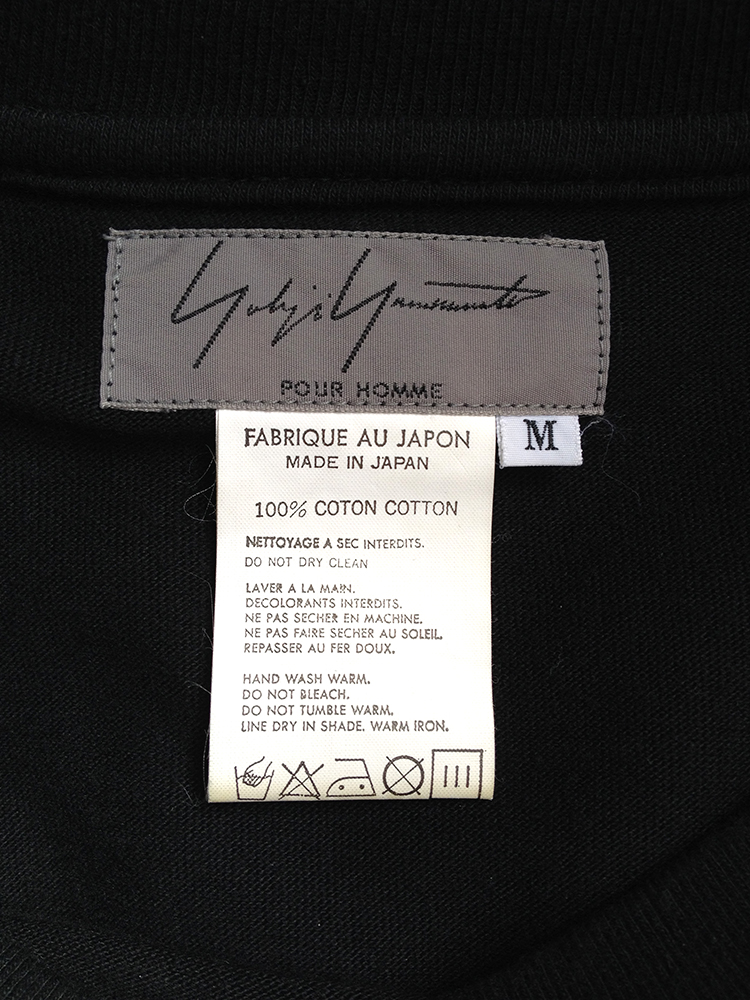 Yohji Yamamoto
POUR HOMME
M
FABRIQUE AU JAPON
MADE IN JAPAN
100% COTON COTTON
NETTOYAGE A SEC INTERDITS.
DO NOT DRY CLEAN
LAVER A LA MAIN.
DECOLORANTS INTERDITS.
NE PAS SECHER EN MACHINE.
NE PAS FAIRE SECHER AU SOLEIL.
REPASSER AU FER DOUX.
HAND WASH WARM.
DO NOT BLEACH.
DO NOT TUMBLE WARM.
LINE DRY IN SHADE. WARM IRON.